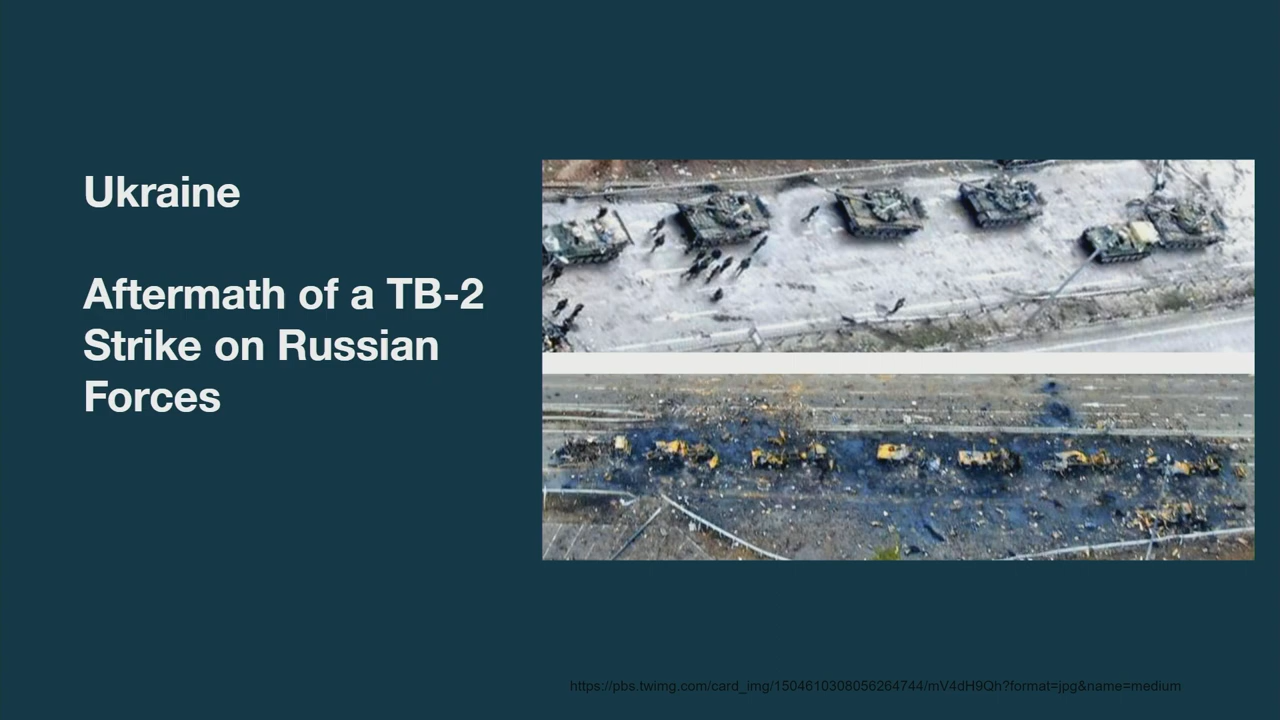 Ukraine
Aftermath of a TB-2
Strike on Russian
Forces
https://pbs.twimg.com/card_img/1504610308056264744/mV4dH9Qh?format=jpg&name=medium